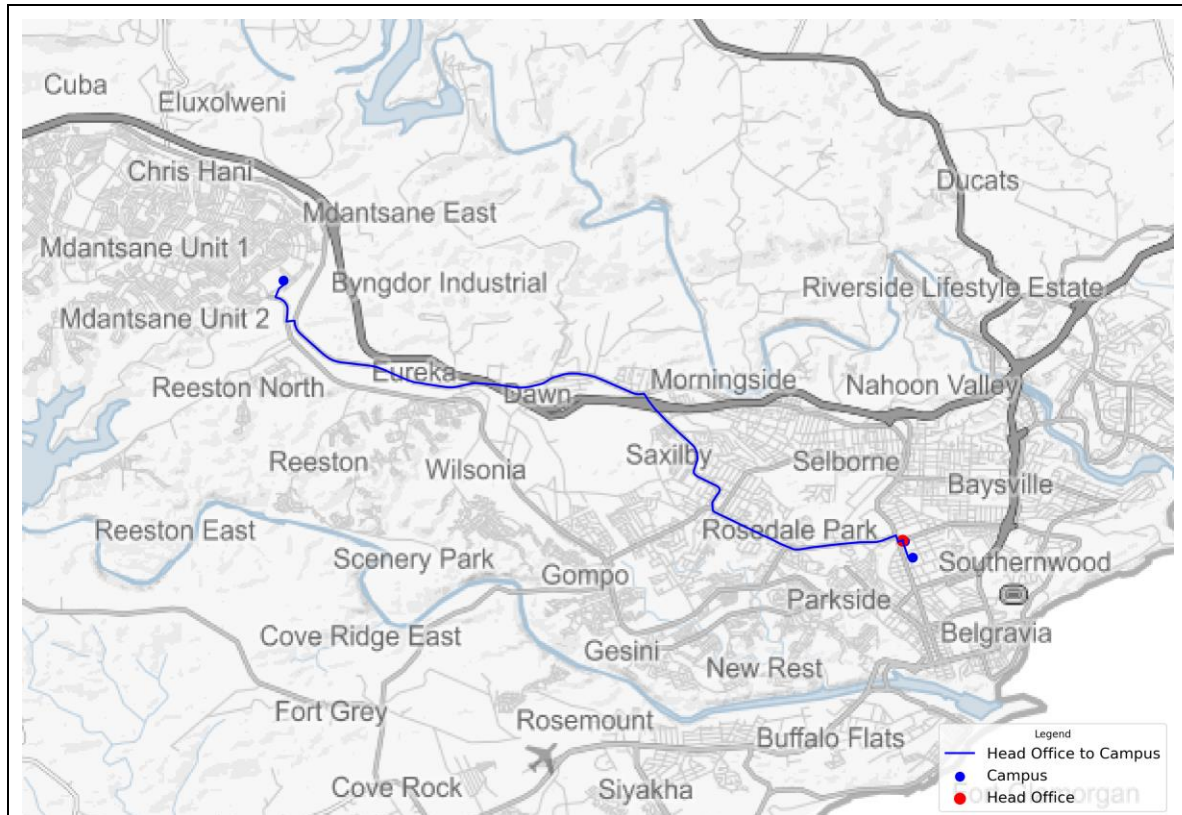 Cuba
Eluxolweni
Chris Hani
Ducats
Mdantsane East
Mdantsane Unit 1
Byngdor Industrial
Riverside Lifestyle Estate
Mdantsane Unit 2
Eureka
Reeston North
Dawn
Morningside
Nahoon Valley
Saxilby
Selborne
Reeston
Wilsonia
Baysville
Reeston East
Rosedale Park
Scenery Park
Gompo
Southernwood
Parkside
Cove Ridge East
Gesini
Belgravia
New Rest
Fort Grey
Rosemount
Buffalo Flats
Cove Rock
Siyakha
Legend
Head Office to Campus
Campus
Head Office